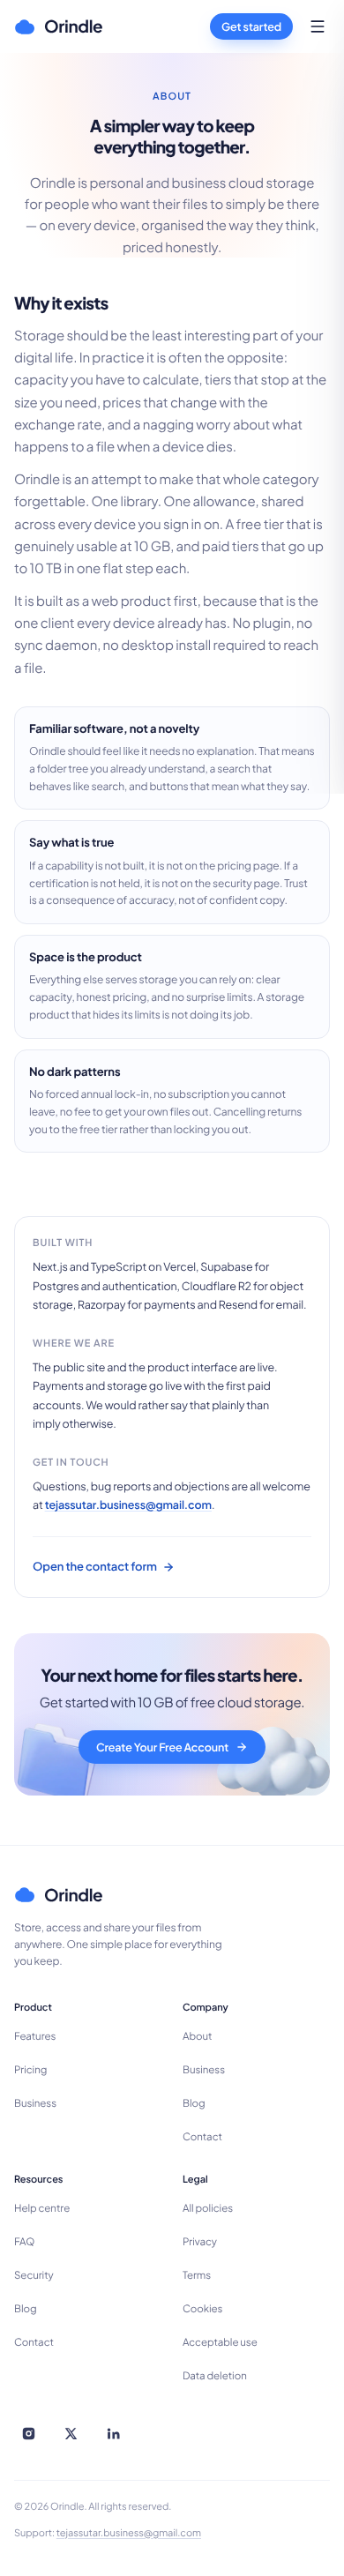 Orindle
Get started
ABOUT
A simpler way to keep
everything together.
Orindle is personal and business cloud storage
for people who want their files to simply be there
— on every device, organised the way they think,
priced honestly.
Why it exists
Storage should be the least interesting part of your
digital life. In practice it is often the opposite:
capacity you have to calculate, tiers that stop at the
size you need, prices that change with the
exchange rate, and a nagging worry about what
happens to a file when a device dies.
Orindle is an attempt to make that whole category
forgettable. One library. One allowance, shared
across every device you sign in on. A free tier that is
genuinely usable at 10 GB, and paid tiers that go up
to 10 TB in one flat step each.
It is built as a web product first, because that is the
one client every device already has. No plugin, no
sync daemon, no desktop install required to reach
a file.
Familiar software, not a novelty
Orindle should feel like it needs no explanation. That means
a folder tree you already understand, a search that
behaves like search, and buttons that mean what they say.
Say what is true
If a capability is not built, it is not on the pricing page. If a
certification is not held, it is not on the security page. Trust
is a consequence of accuracy, not of confident copy.
Space is the product
Everything else serves storage you can rely on: clear
capacity, honest pricing, and no surprise limits. A storage
product that hides its limits is not doing its job.
No dark patterns
No forced annual lock-in, no subscription you cannot
leave, no fee to get your own files out. Cancelling returns
you to the free tier rather than locking you out.
BUILT WITH
Next.js and TypeScript on Vercel, Supabase for
Postgres and authentication, Cloudflare R2 for object
storage, Razorpay for payments and Resend for email.
WHERE WE ARE
The public site and the product interface are live.
Payments and storage go live with the first paid
accounts. We would rather say that plainly than
imply otherwise.
GET IN TOUCH
Questions, bug reports and objections are all welcome
at tejassutar.business@gmail.com.
Open the contact form →
Your next home for files starts here.
Get started with 10 GB of free cloud storage.
Create Your Free Account →
Orindle
Store, access and share your files from
anywhere. One simple place for everything
you keep.
Product
Features
Pricing
Business
Company
About
Business
Blog
Contact
Resources
Help centre
FAQ
Security
Blog
Contact
Legal
All policies
Privacy
Terms
Cookies
Acceptable use
Data deletion
© 2026 Orindle. All rights reserved.
Support: tejassutar.business@gmail.com